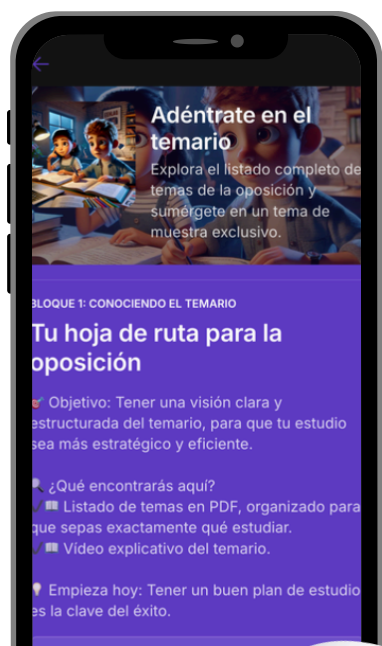 Adéntrate en el
temario
Explora el listado completo de
temas de la oposición y
sumérgete en un tema de
muestra exclusivo.
BLOQUE 1: CONOCIENDO EL TEMARIO
Tu hoja de ruta para la
oposición
🎯 Objetivo: Tener una visión clara y
estructurada del temario, para que tu estudio
sea más estratégico y eficiente.
🔍 ¿Qué encontrarás aquí?
✔📖 Listado de temas en PDF, organizado para
que sepas exactamente qué estudiar.
✔📖 Vídeo explicativo del temario.
💡 Empieza hoy: Tener un buen plan de estudio
es la clave del éxito.